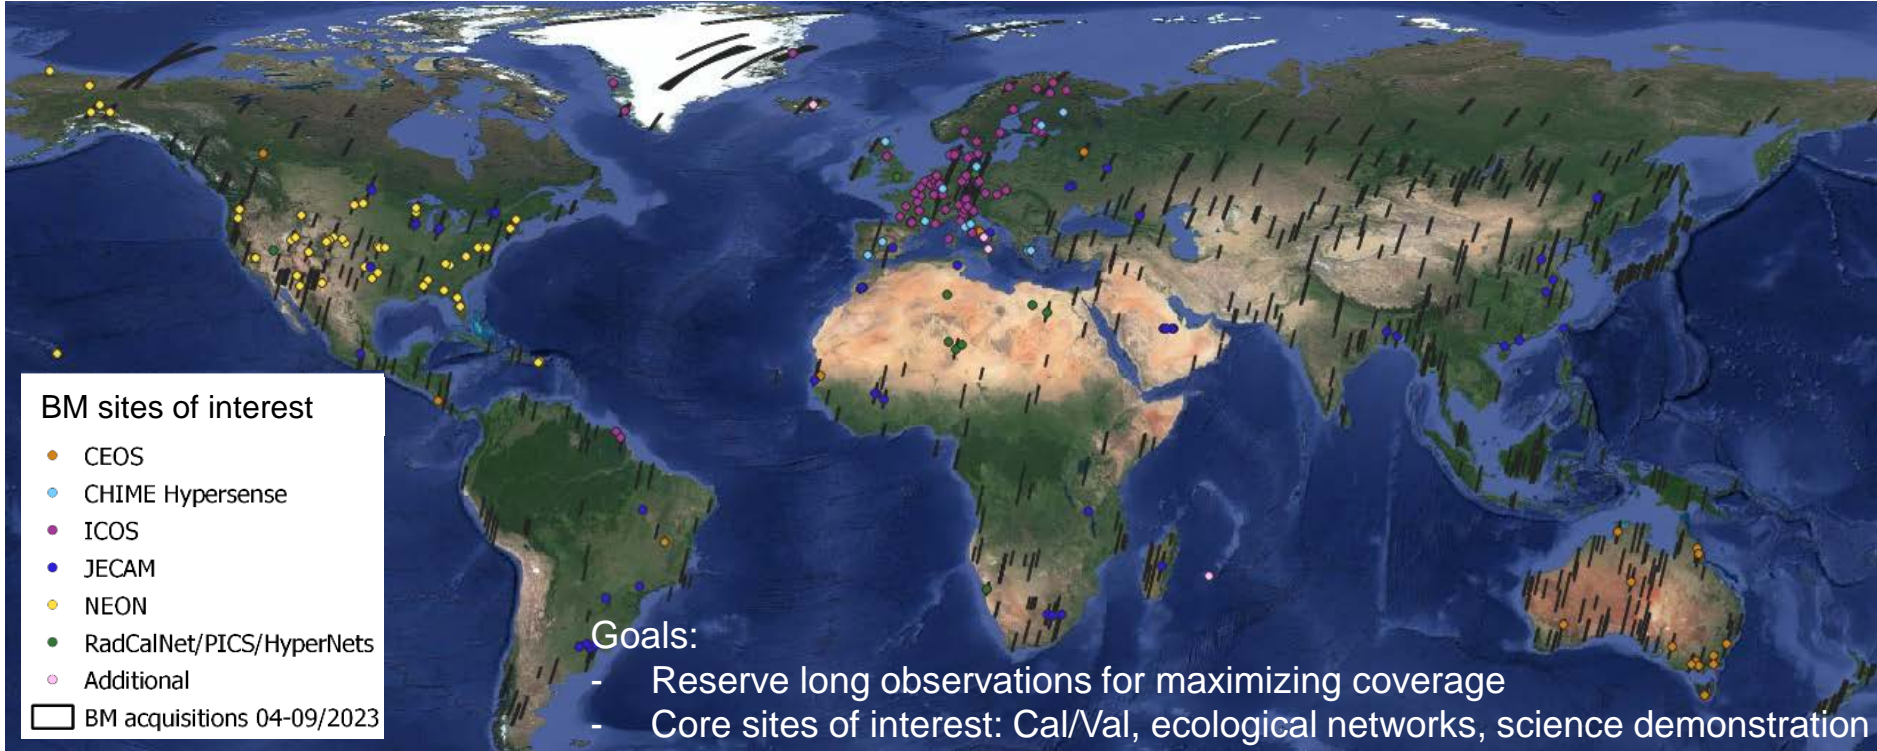 BM sites of interest
CEOS
CHIME Hypersense
ICOS
JECAM
NEON
RadCalNet/PICS/HyperNets
Additional
BM acquisitions 04-09/2023
Goals:
- Reserve long observations for maximizing coverage
- Core sites of interest: Cal/Val, ecological networks, science demonstration